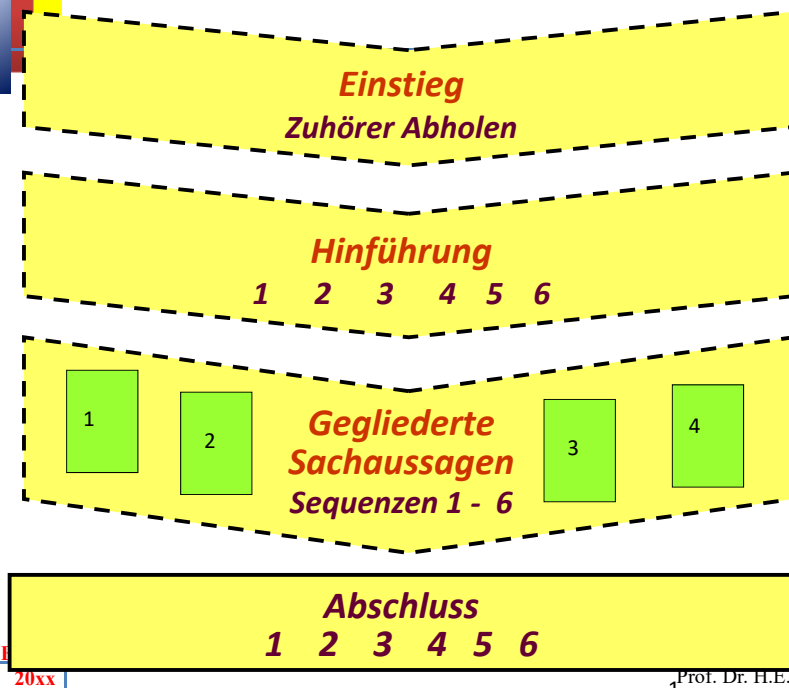 Einstieg
Zuhörer Abholen
Hinführung
1 2 3 4 5 6
1
2
Gegliederte
Sachaussagen
Sequenzen 1 - 6
3
4
Abschluss
1 2 3 4 5 6
20xx
1
Prof. Dr. H.E.